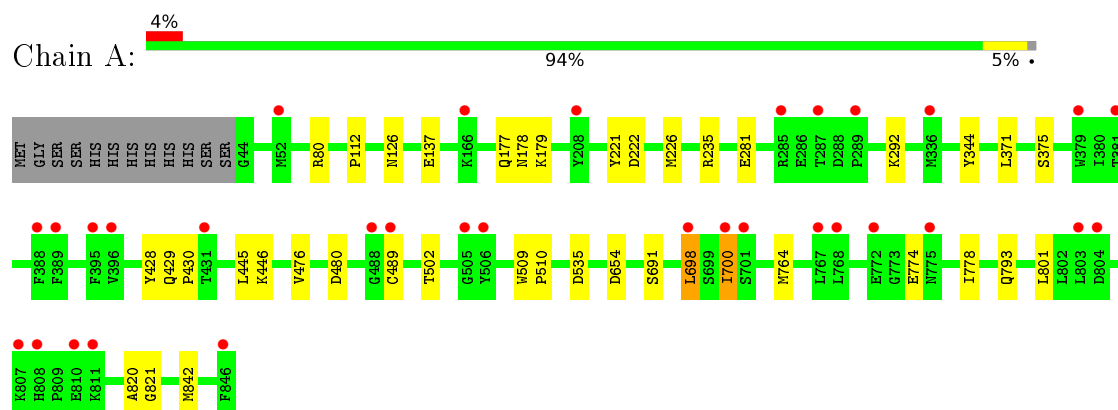 4%
Chain A:
94% 5% •
MET GLY SER SER HIS HIS HIS HIS HIS HIS SER SER G44 M52 R80 P112 N126 E137 K166 Q177 N178 K179 Y208 Y221 D222 M226 R235 E281 R285 E286 T287 D288 P289 K292 M336 Y344 L371 S375 W379 I380 T381
F388 F389 F395 V396 Y428 Q429 P430 T431 L445 K446 V476 D480 G488 C489 T502 G505 Y506 W509 P510 D535 D654 S691 L698 S699 I700 S701 M764 L767 L768 E772 G773 E774 N775 I778 Q793 L801 L802 L803 D804
K807 H808 P809 E810 K811 A820 G821 M842 F846